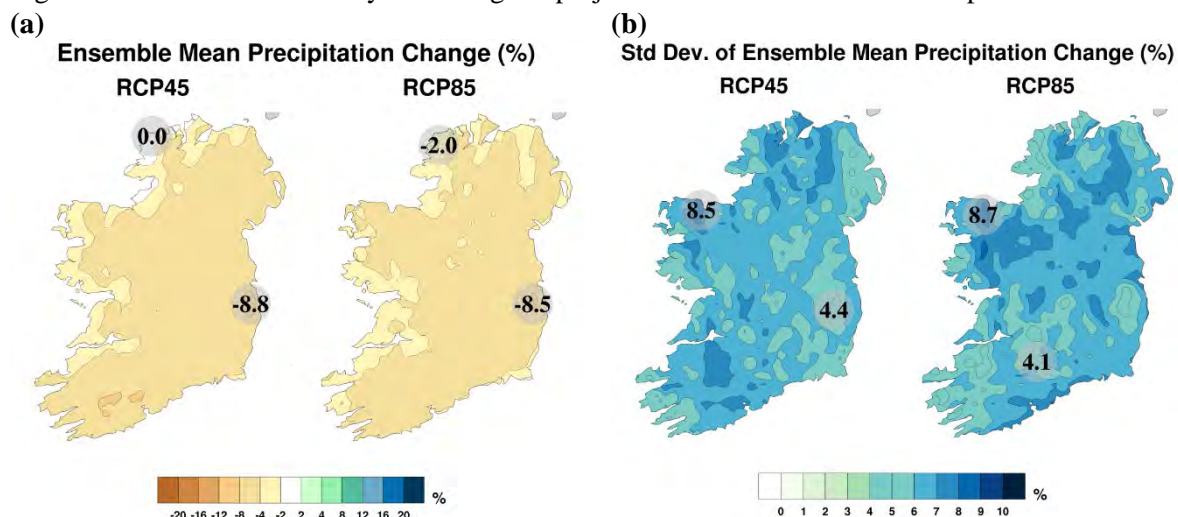 (a)
Ensemble Mean Precipitation Change (%)
RCP45 RCP85
0.0
-2.0
-8.8
-8.5
-20 -16 -12 -8 -4 -2 2 4 8 12 16 20 %
(b)
Std Dev. of Ensemble Mean Precipitation Change (%)
RCP45 RCP85
8.5
8.7
4.4
4.1
0 1 2 3 4 5 6 7 8 9 10 %